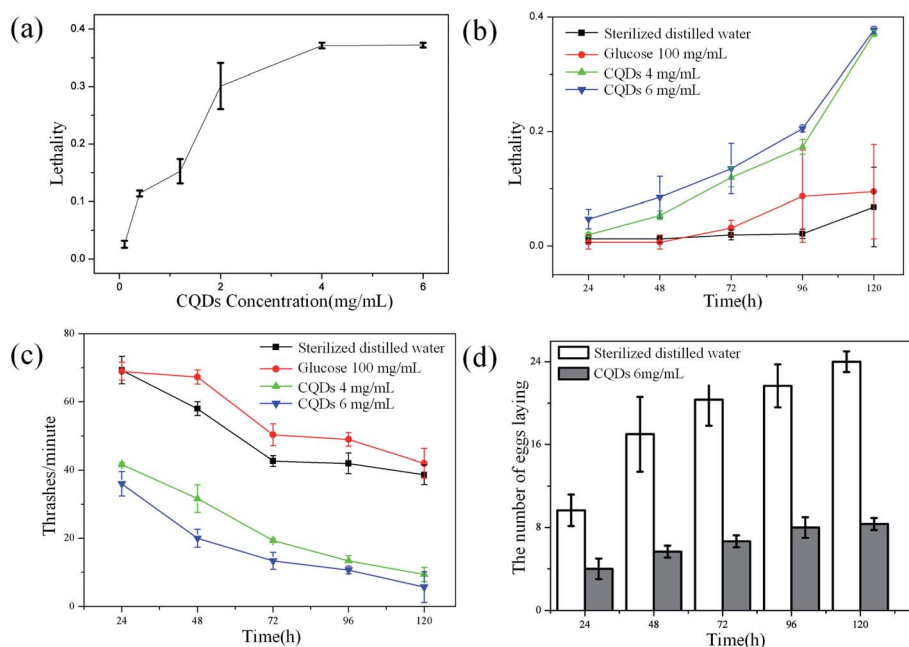 (a)
0.4
0.3
0.2
0.1
0.0
Lethality
0
2
4
6
CQDs Concentration(mg/mL)
(b)
Sterilized distilled water
Glucose 100 mg/mL
CQDs 4 mg/mL
CQDs 6 mg/mL
0.4
0.2
0.0
Lethality
24
48
72
96
120
Time(h)
(c)
Sterilized distilled water
Glucose 100 mg/mL
CQDs 4 mg/mL
CQDs 6 mg/mL
80
60
40
20
0
Thrashes/minute
24
48
72
96
120
Time(h)
(d)
Sterilized distilled water
CQDs 6mg/mL
24
16
8
0
The number of eggs laying
24
48
72
96
120
Time(h)